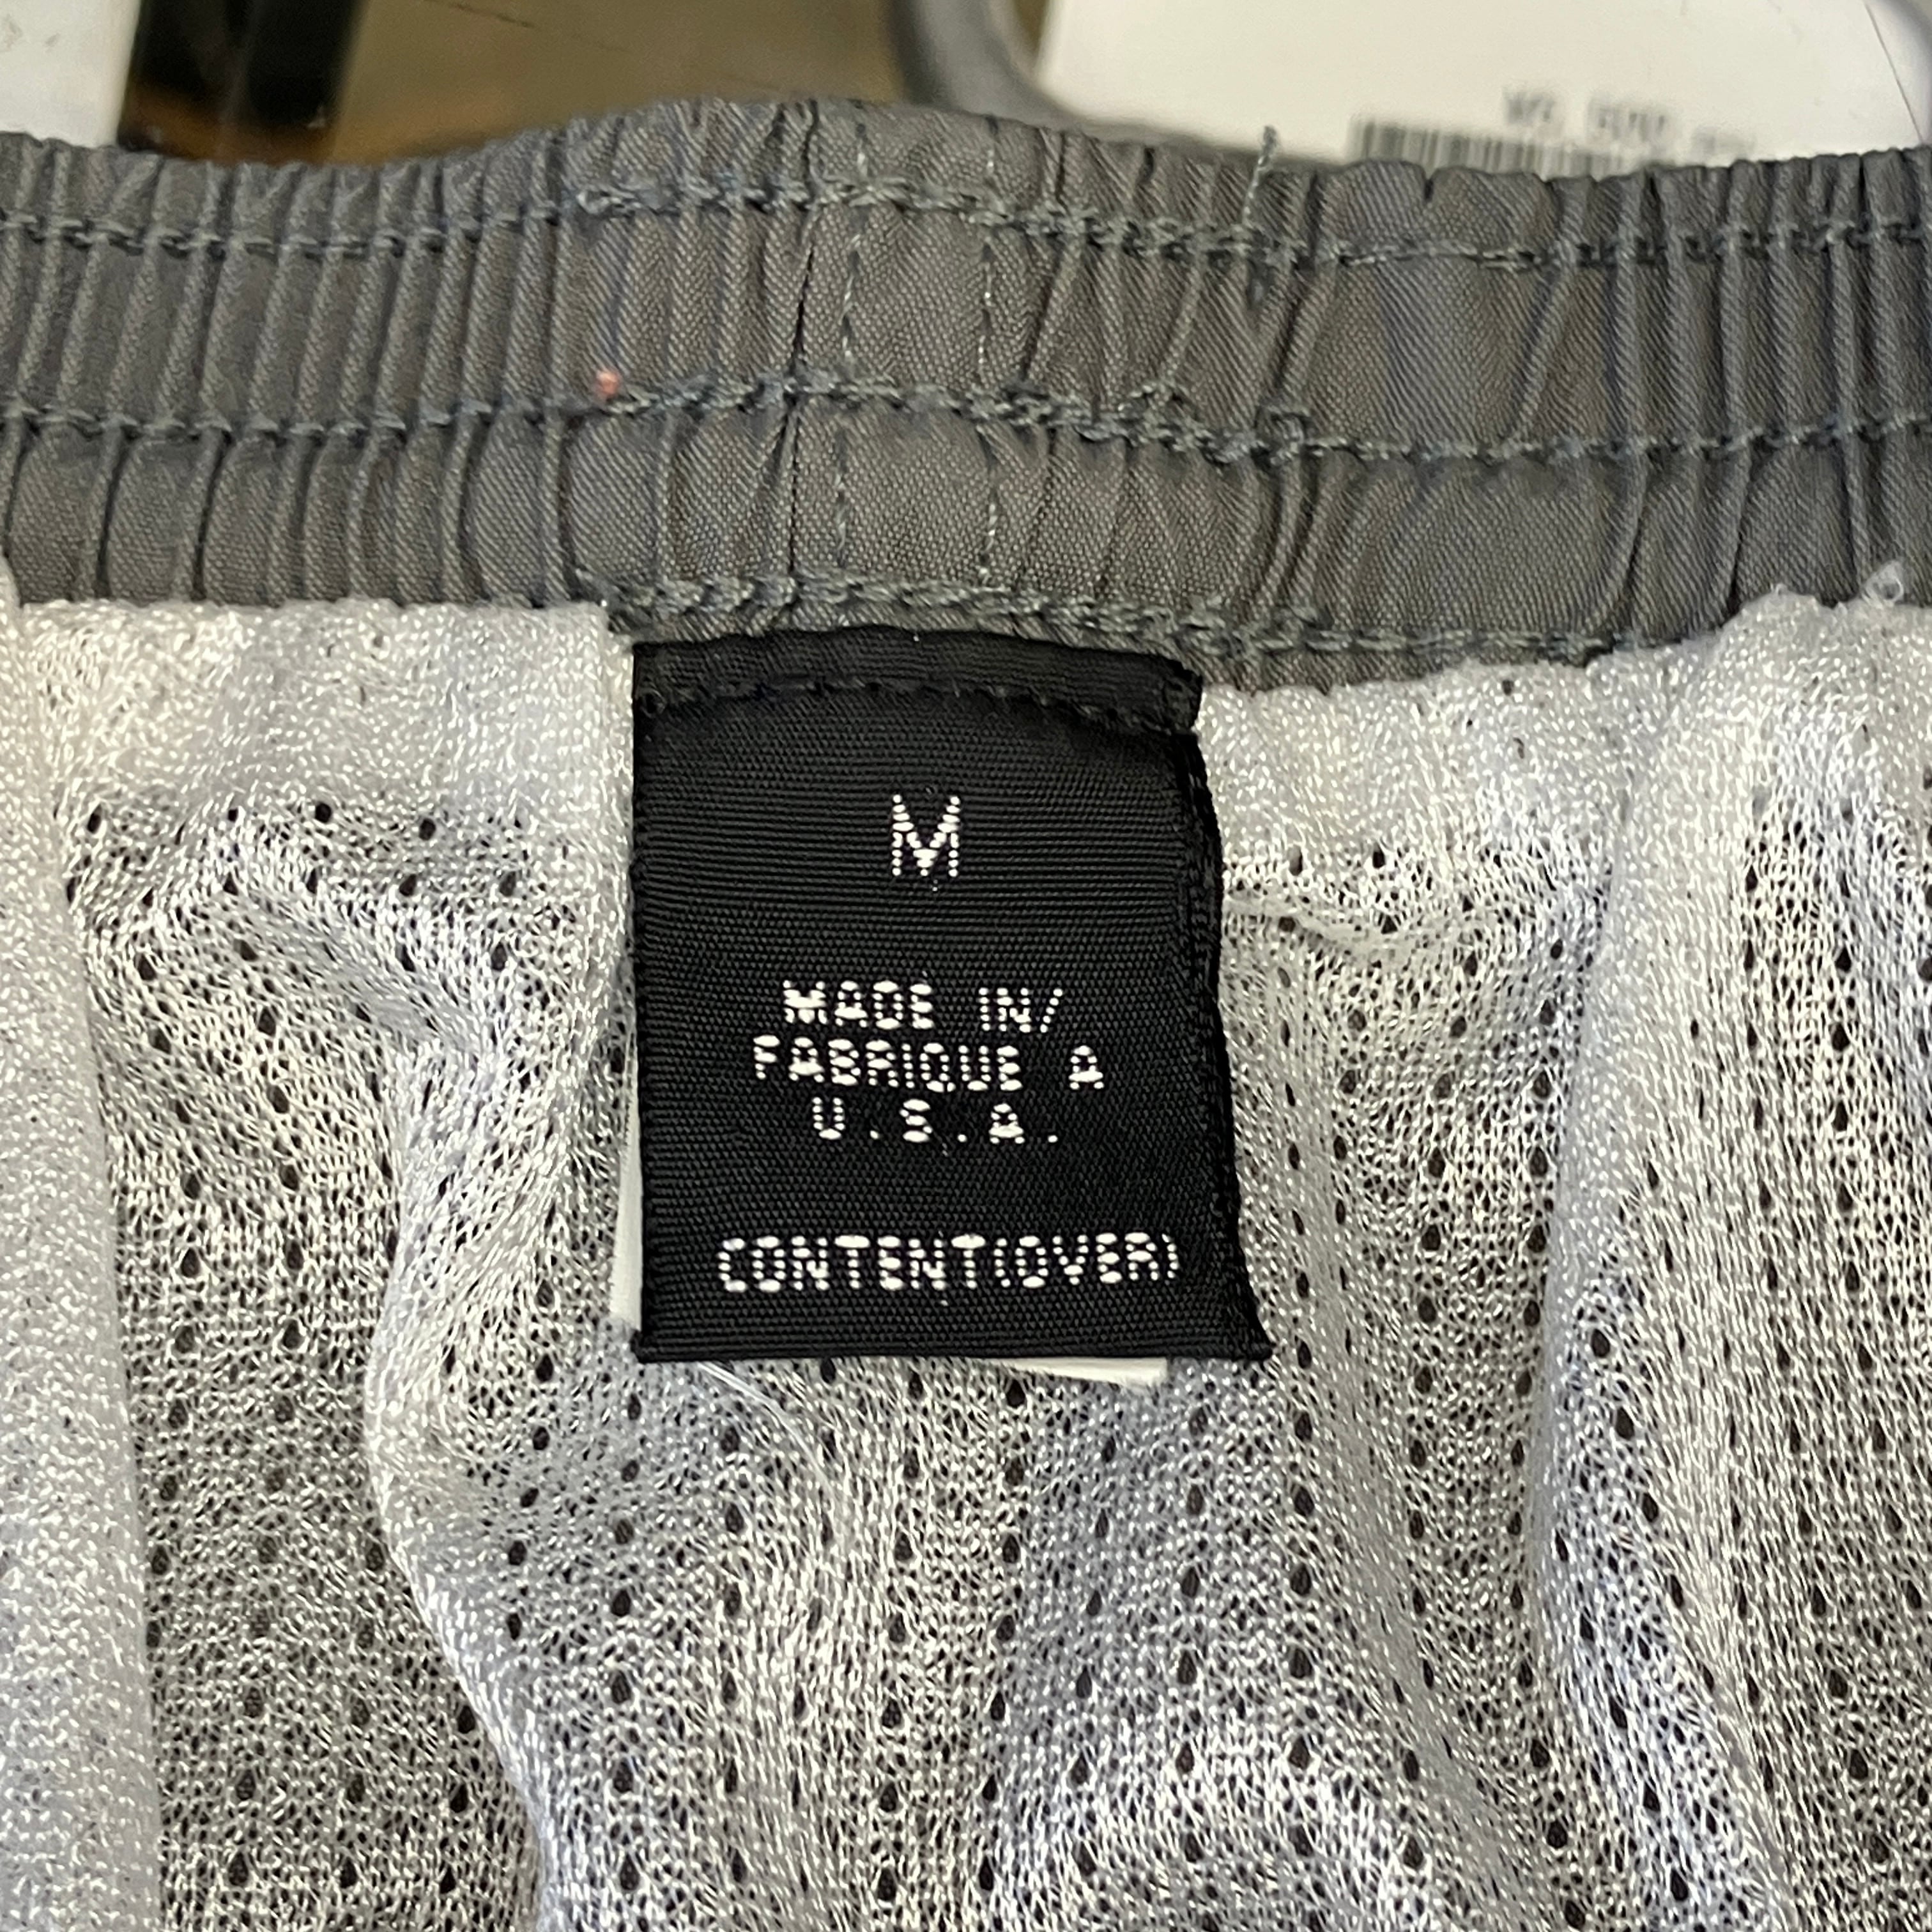 M
MADE IN/
FABRIQUE A
U.S.A.
CONTENT(OVER)